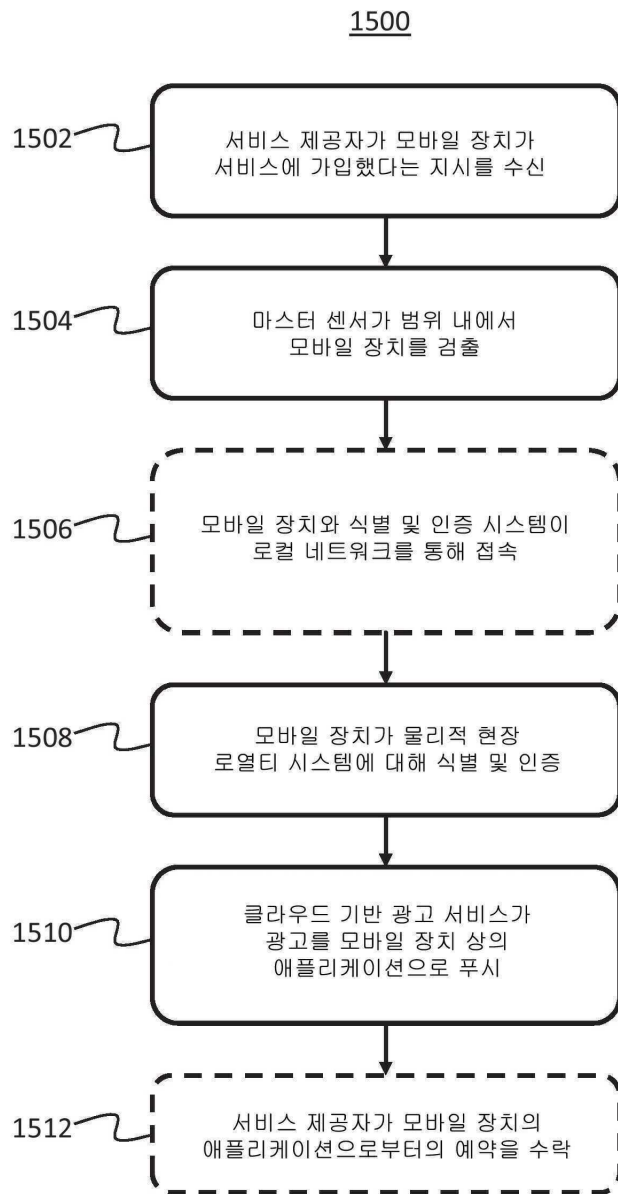 1500
1502
서비스 제공자가 모바일 장치가
서비스에 가입했다는 지시를 수신
1504
마스터 센서가 범위 내에서
모바일 장치를 검출
1506
모바일 장치와 식별 및 인증 시스템이
로컬 네트워크를 통해 접속
1508
모바일 장치가 물리적 현장
로열티 시스템에 대해 식별 및 인증
1510
클라우드 기반 광고 서비스가
광고를 모바일 장치 상의
애플리케이션으로 푸시
1512
서비스 제공자가 모바일 장치의
애플리케이션으로부터의 예약을 수락